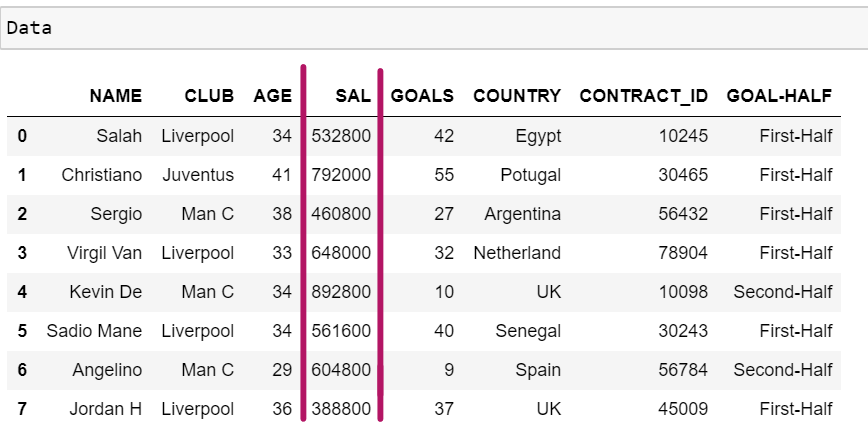 Data
NAME CLUB AGE SAL GOALS COUNTRY CONTRACT_ID GOAL-HALF
0 Salah Liverpool 34 532800 42 Egypt 10245 First-Half
1 Christiano Juventus 41 792000 55 Potugal 30465 First-Half
2 Sergio Man C 38 460800 27 Argentina 56432 First-Half
3 Virgil Van Liverpool 33 648000 32 Netherland 78904 First-Half
4 Kevin De Man C 34 892800 10 UK 10098 Second-Half
5 Sadio Mane Liverpool 34 561600 40 Senegal 30243 First-Half
6 Angelino Man C 29 604800 9 Spain 56784 Second-Half
7 Jordan H Liverpool 36 388800 37 UK 45009 First-Half